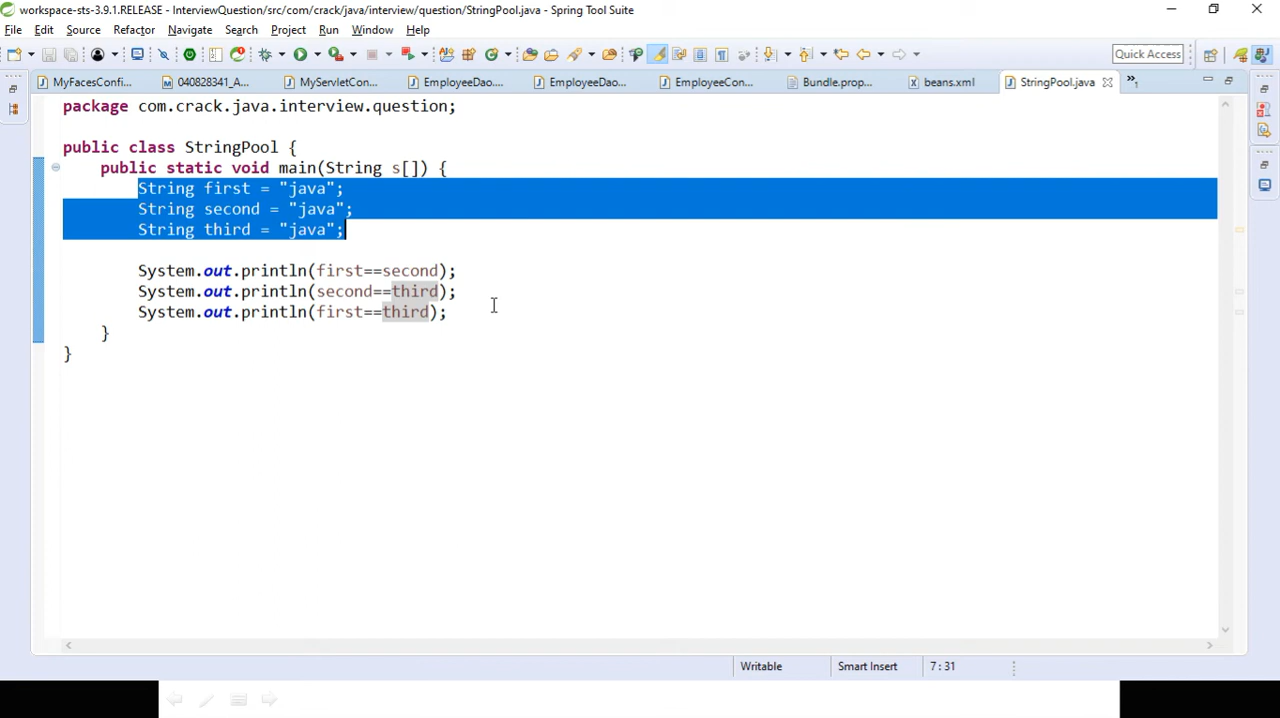 workspace-sts-3.9.1.RELEASE - InterviewQuestion/src/com/crack/java/interview/question/StringPool.java - Spring Tool Suite
File Edit Source Refactor Navigate Search Project Run Window Help
Quick Access
MyFacesConfi... 040828341_A... MyServletCon... EmployeeDao.... EmployeeDao... EmployeeCon... Bundle.prop... beans.xml StringPool.java »1
package com.crack.java.interview.question;
public class StringPool {
public static void main(String s[]) {
String first = "java";
String second = "java";
String third = "java";
System.out.println(first==second);
System.out.println(second==third);
System.out.println(first==third);
}
}
Writable Smart Insert 7 : 31